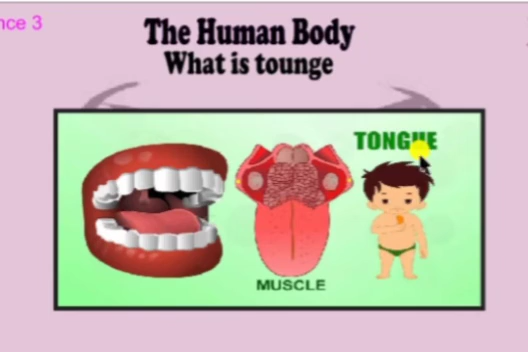 nce 3
The Human Body
What is tounge
TONGUE
MUSCLE